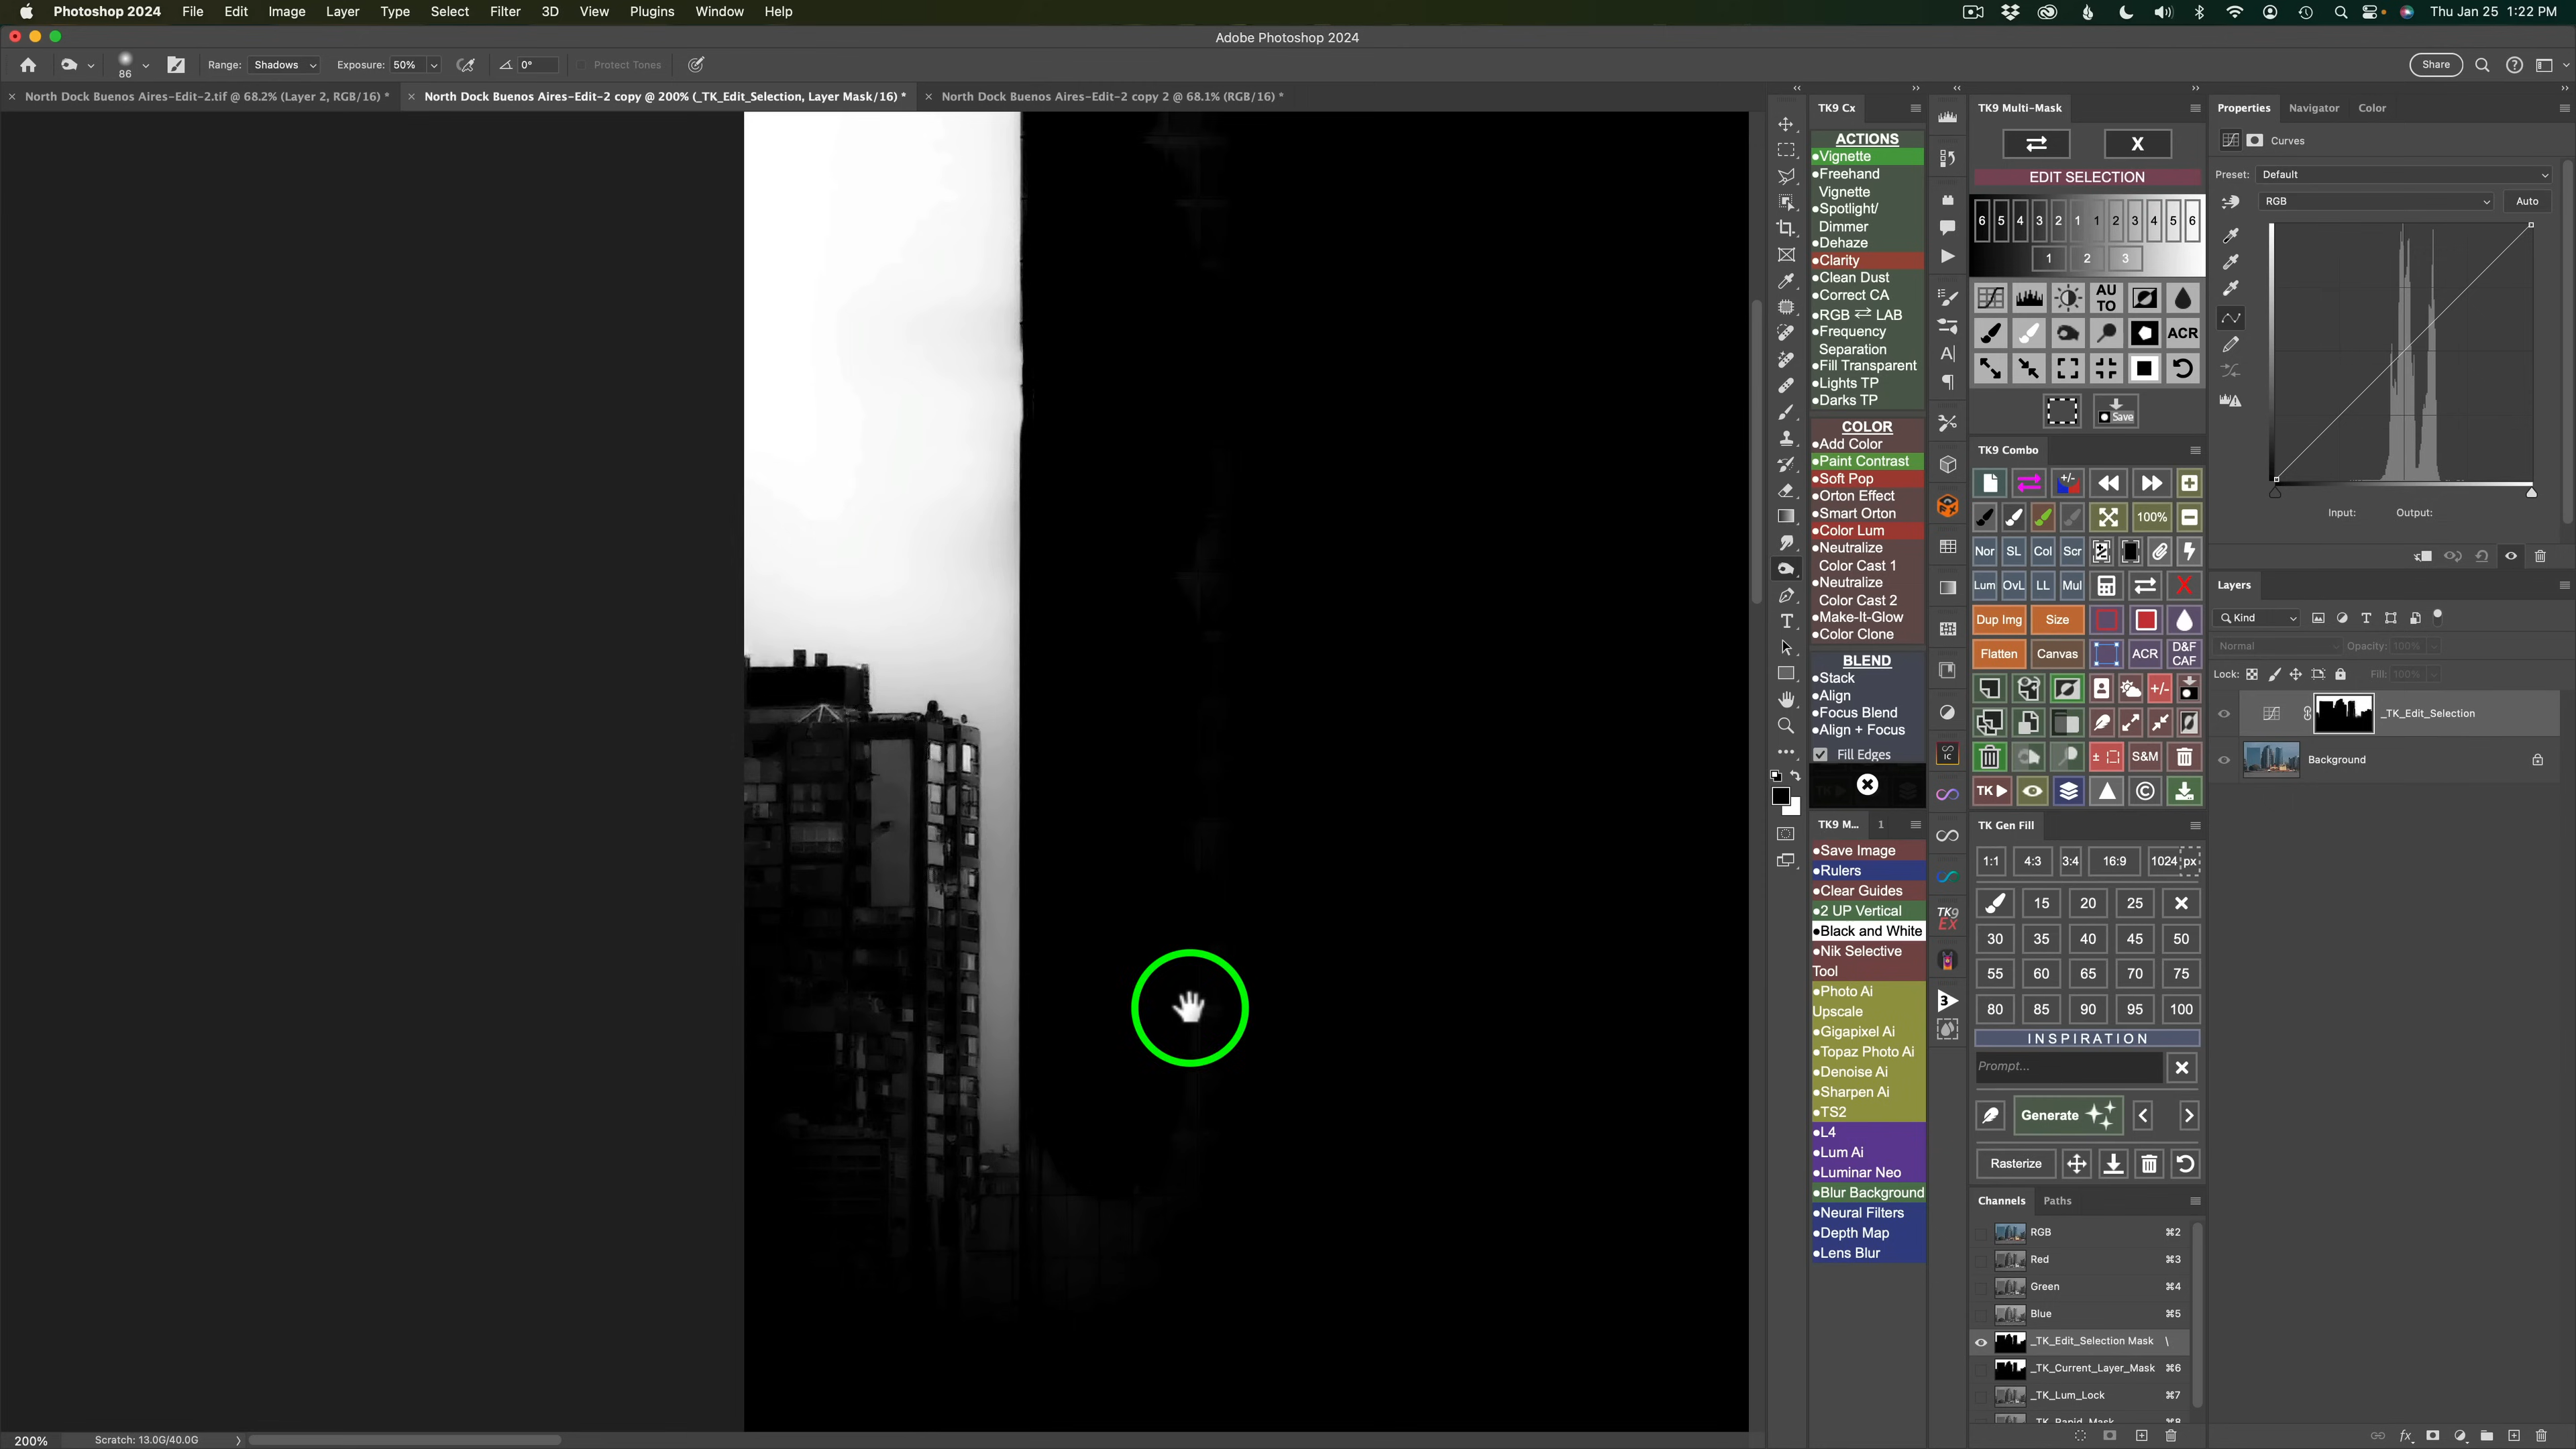 Photoshop 2024 File Edit Image Layer Type Select Filter 3D View Plugins Window Help Thu Jan 25 1:22 PM
Adobe Photoshop 2024
86 Range: Shadows Exposure: 50% 0° Protect Tones Share
North Dock Buenos Aires-Edit-2.tif @ 68.2% (Layer 2, RGB/16) *
North Dock Buenos Aires-Edit-2 copy @ 200% (_TK_Edit_Selection, Layer Mask/16) *
North Dock Buenos Aires-Edit-2 copy 2 @ 68.1% (RGB/16) *
TK9 Cx
ACTIONS
●Vignette
●Freehand
Vignette
●Spotlight/
Dimmer
●Dehaze
●Clarity
●Clean Dust
●Correct CA
●RGB ⇄ LAB
●Frequency
Separation
●Fill Transparent
●Lights TP
●Darks TP
COLOR
●Add Color
●Paint Contrast
●Soft Pop
●Orton Effect
●Smart Orton
●Color Lum
●Neutralize
Color Cast 1
●Neutralize
Color Cast 2
●Make-It-Glow
●Color Clone
BLEND
●Stack
●Align
●Focus Blend
●Align + Focus
Fill Edges
TK9 M... 1
●Save Image
●Rulers
●Clear Guides
●2 UP Vertical
●Black and White
●Nik Selective
Tool
●Photo Ai
Upscale
●Gigapixel Ai
●Topaz Photo Ai
●Denoise Ai
●Sharpen Ai
●TS2
●L4
●Lum Ai
●Luminar Neo
●Blur Background
●Neural Filters
●Depth Map
●Lens Blur
IC
TK9
Ex
3
TK9 Multi-Mask
X
EDIT SELECTION
6 5 4 3 2 1 1 2 3 4 5 6
1 2 3
AU
TO
ACR
Save
TK9 Combo
+/-
100%
Nor SL Col Scr
Lum OvL LL Mul
Dup Img Size
Flatten Canvas ACR D&F
CAF
+/-
S&M
TK
TK Gen Fill
1:1 4:3 3:4 16:9 1024 px
15 20 25
30 35 40 45 50
55 60 65 70 75
80 85 90 95 100
INSPIRATION
Prompt...
Generate
Rasterize
Channels Paths
RGB ⌘2
Red ⌘3
Green ⌘4
Blue ⌘5
_TK_Edit_Selection Mask \
_TK_Current_Layer_Mask ⌘6
_TK_Lum_Lock ⌘7
_TK_Rapid_Mask ⌘8
Properties Navigator Color
Curves
Preset: Default
RGB Auto
Input: Output:
Layers
Kind
Normal Opacity: 100%
Lock: Fill: 100%
_TK_Edit_Selection
Background
200% Scratch: 13.0G/40.0G